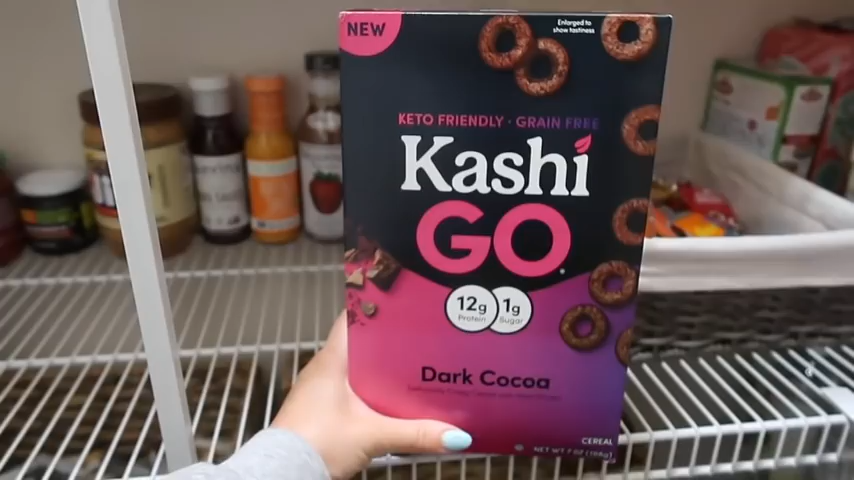 NEW
Enlarged to
show tastiness
KETO FRIENDLY · GRAIN FREE
Kashi
GO
12g
Protein
1g
Sugar
Dark Cocoa
CEREAL
NET WT 7 OZ (198g)